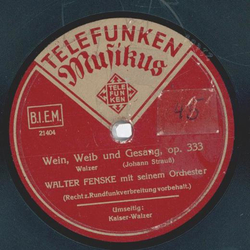 TELEFUNKEN
Musikus
TELE
FUN
KEN
B.I.E.M.
21404
Wein, Weib und Gesang, op. 333
Walzer (Johann Strauß)
WALTER FENSKE mit seinem Orchester
(Recht z. Rundfunkverbreitung vorbehalt.)
Umseitig:
Kaiser-Walzer